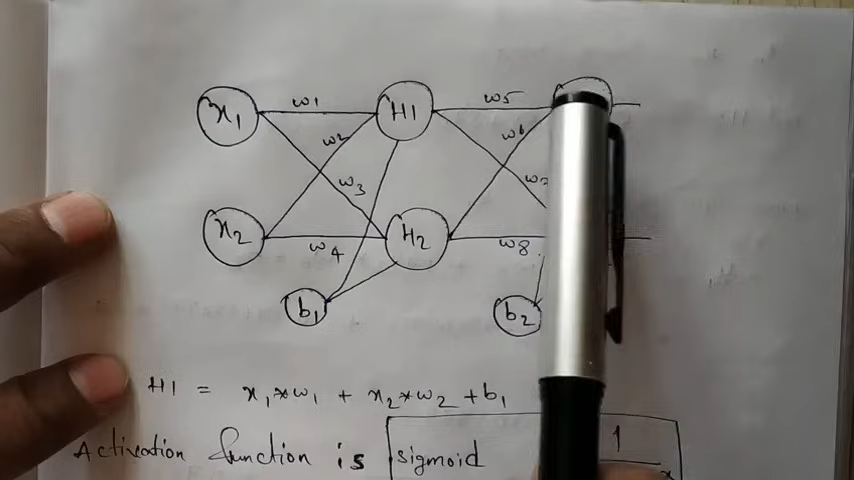 x1 w1 H1 w5
w2 w6
w3
x2 w4 H2 w8
b1 b2
H1 = x1*w1 + x2*w2 + b1
Activation function is sigmoid 1